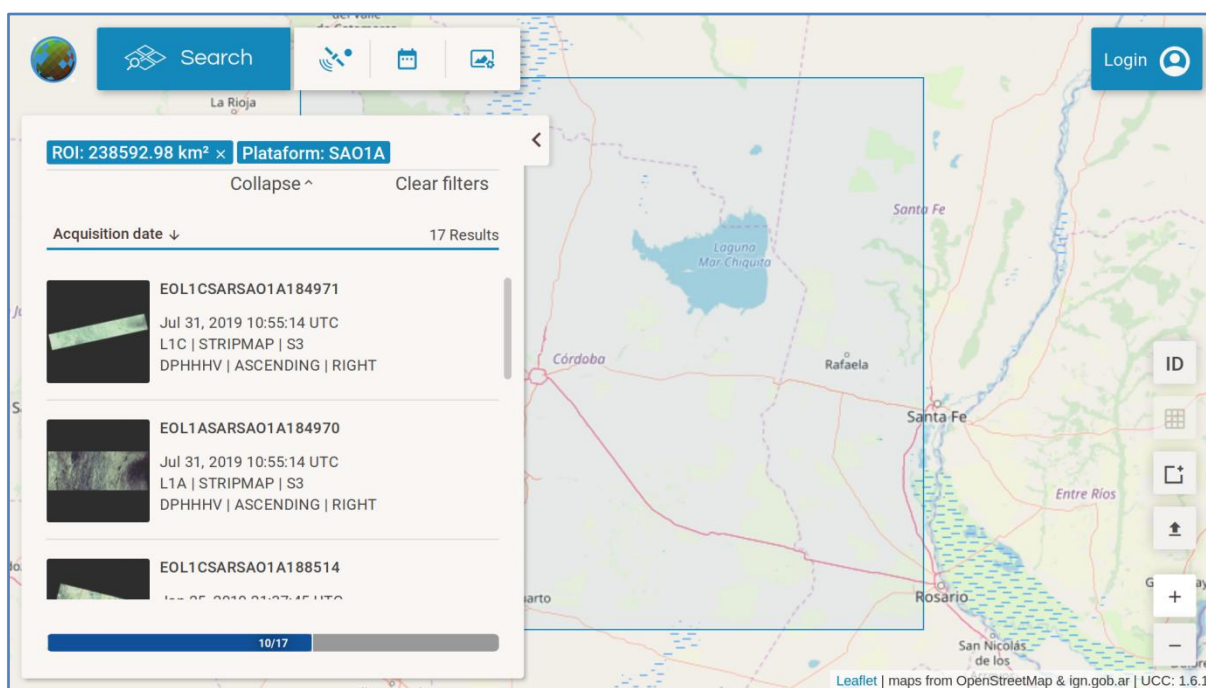 del Valle
de Catamarca
Search
Login
La Rioja
ROI: 238592.98 km² × Plataform: SAO1A
Collapse ^
Clear filters
Acquisition date ↓
17 Results
EOL1CSARSAO1A184971
Jul 31, 2019 10:55:14 UTC
L1C | STRIPMAP | S3
DPHHHV | ASCENDING | RIGHT
EOL1ASARSAO1A184970
Jul 31, 2019 10:55:14 UTC
L1A | STRIPMAP | S3
DPHHHV | ASCENDING | RIGHT
EOL1CSARSAO1A188514
10/17
Santa Fe
Laguna
Mar Chiquita
Córdoba
Rafaela
ID
Santa Fe
Entre Ríos
Rosario
San Nicolás
de los
+
−
Leaflet | maps from OpenStreetMap & ign.gob.ar | UCC: 1.6.1